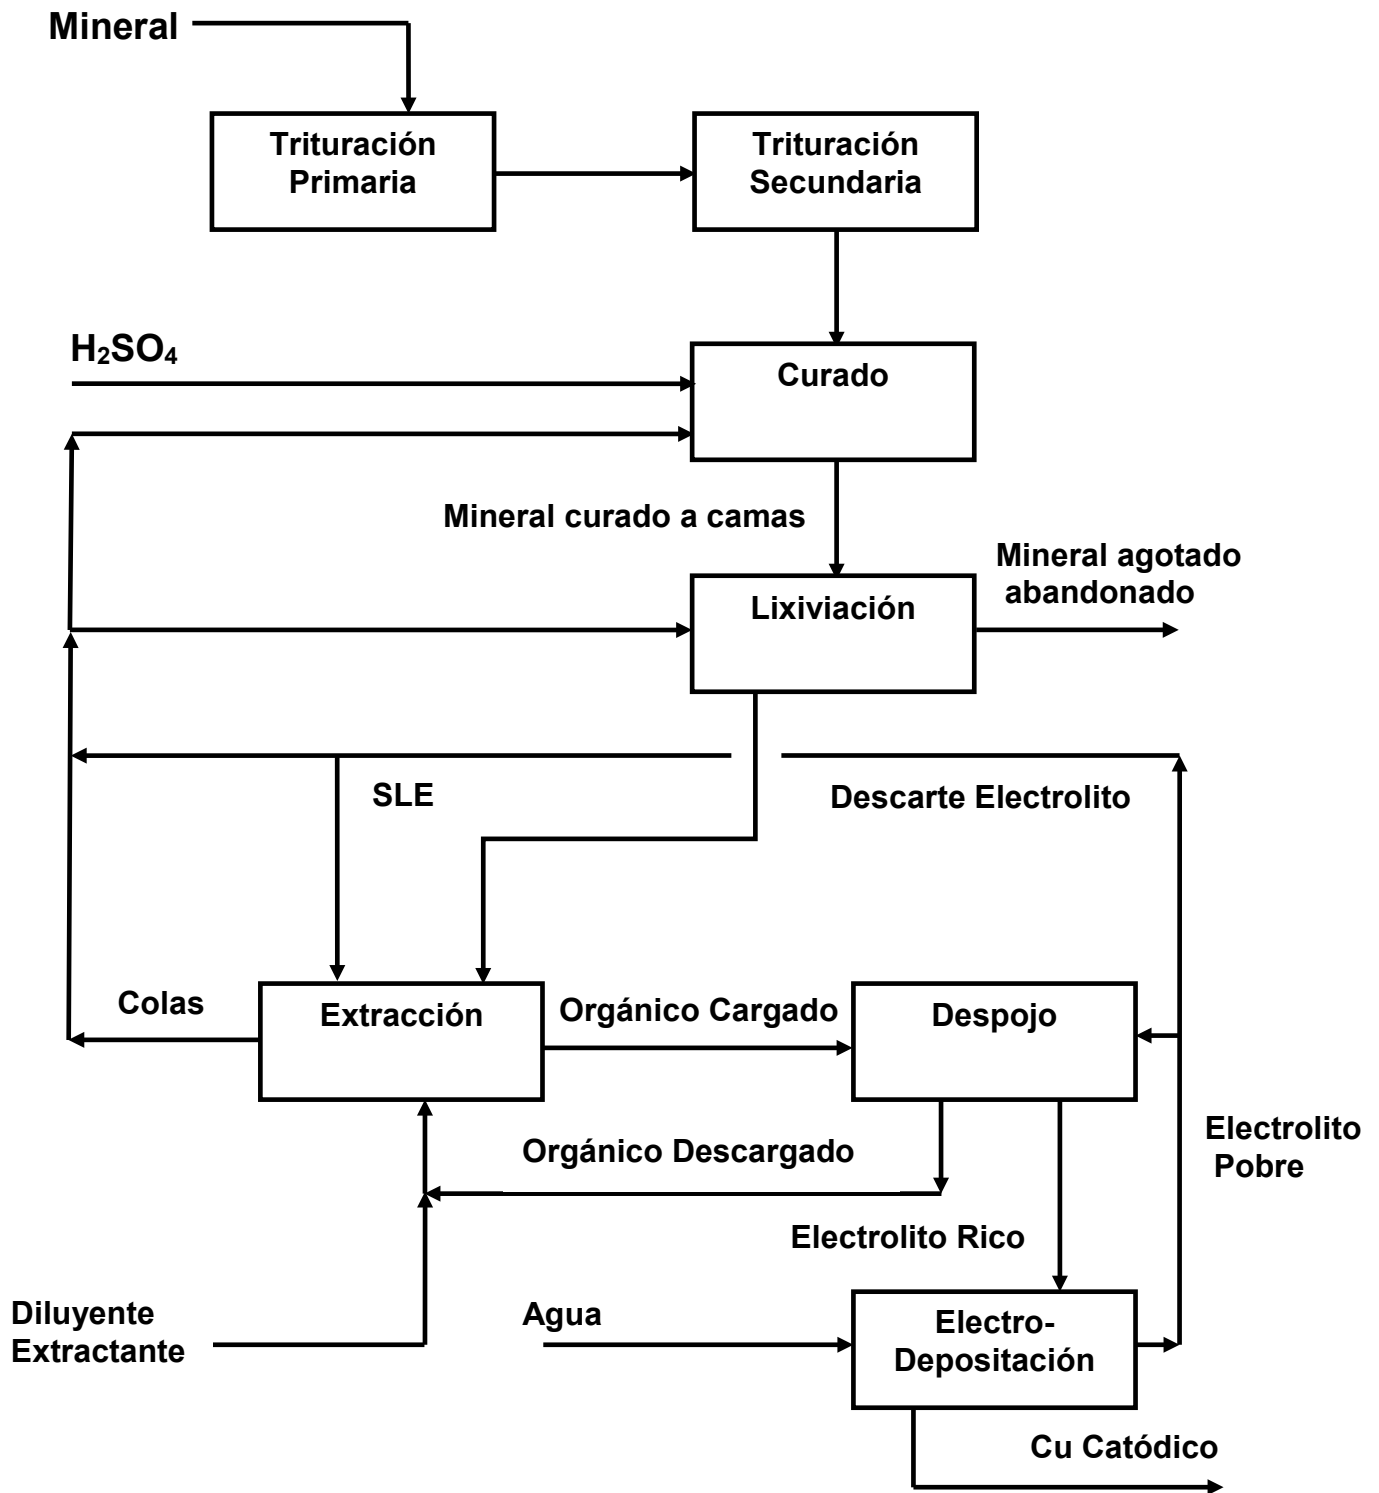 Mineral
Trituración
Primaria
Trituración
Secundaria
H₂SO₄
Curado
Mineral curado a camas
Mineral agotado
abandonado
Lixiviación
SLE
Descarte Electrolito
Colas
Extracción
Orgánico Cargado
Despojo
Orgánico Descargado
Electrolito
Pobre
Electrolito Rico
Diluyente
Extractante
Agua
Electro-
Depositación
Cu Catódico